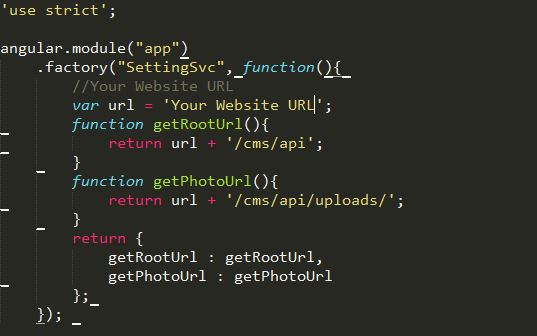 'use strict';
angular.module("app")
.factory("SettingSvc", function(){
//Your Website URL
var url = 'Your Website URL';
function getRootUrl(){
return url + '/cms/api';
}
function getPhotoUrl(){
return url + '/cms/api/uploads/';
}
return {
getRootUrl : getRootUrl,
getPhotoUrl : getPhotoUrl
};
});